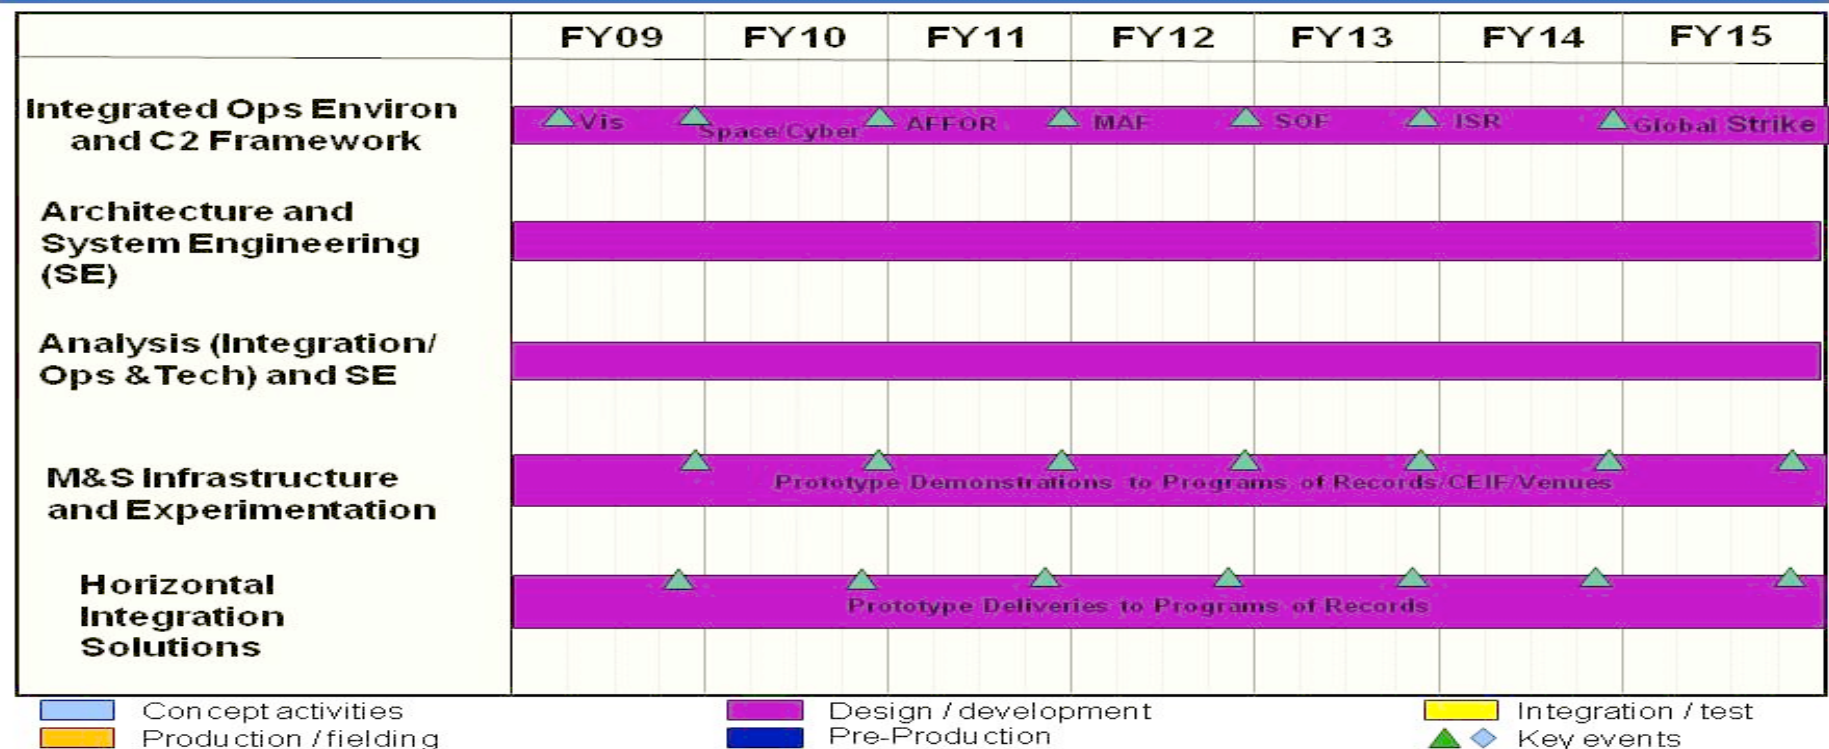 FY09 FY10 FY11 FY12 FY13 FY14 FY15
Integrated Ops Environ
and C2 Framework
Vis Space/Cyber AFFOR MAF SOF ISR Global Strike
Architecture and
System Engineering
(SE)
Analysis (Integration/
Ops &Tech) and SE
M&S Infrastructure
and Experimentation
Prototype Demonstrations to Programs of Records/CEIF/Venues
Horizontal
Integration
Solutions
Prototype Deliveries to Programs of Records
Concept activities Design / development Integration / test
Production / fielding Pre-Production Key events